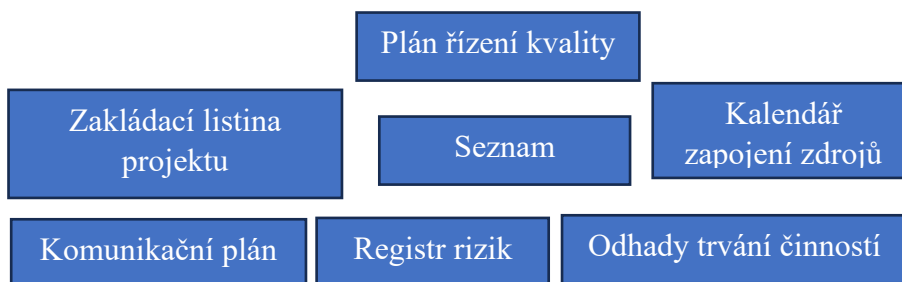 Plán řízení kvality
Zakládací listina
projektu
Seznam
Kalendář
zapojení zdrojů
Komunikační plán
Registr rizik
Odhady trvání činností